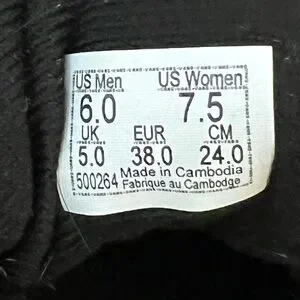 US Men US Women
6.0 7.5
UK EUR CM
5.0 38.0 24.0
500264 Made in Cambodia
Fabrique au Cambodge